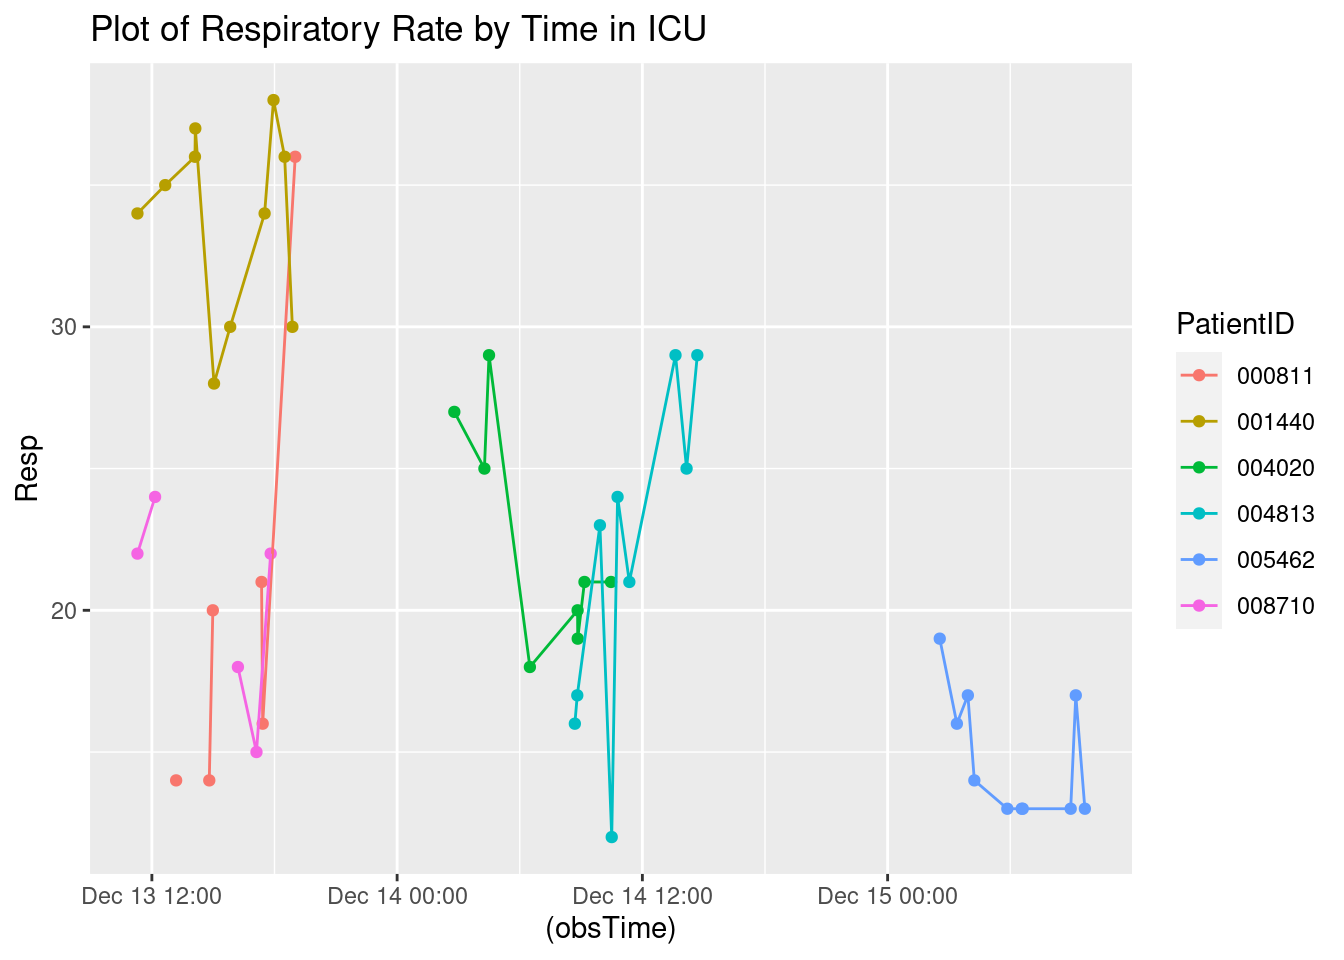 Plot of Respiratory Rate by Time in ICU
Resp
30
20
Dec 13 12:00
Dec 14 00:00
Dec 14 12:00
Dec 15 00:00
(obsTime)
PatientID
000811
001440
004020
004813
005462
008710